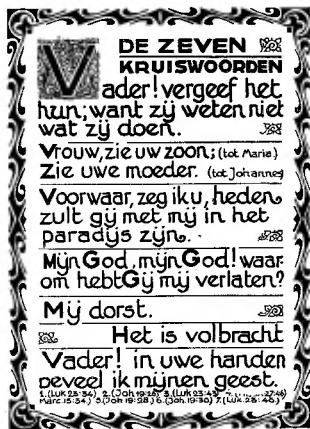 DE ZEVEN
KRUISWOORDEN
Vader! vergeef het
hun; want zij weten niet
wat zij doen.
Vrouw, zie uw zoon; (tot Maria)
Zie uwe moeder. (tot Johannes)
Voorwaar, zeg ik u, heden
zult gij met mij in het
paradijs zijn.
Mijn God, mijn God! waar-
om hebt Gij mij verlaten?
Mij dorst.
Het is volbracht
Vader! in uwe handen
beveel ik mijnen geest.
1. (Luk 23:34) 2. (Joh 19:26) 3. (Luk 23:43) 4. 27:46)
Marc 15:34) 5. (Joh 19:28) 6. (Joh 19:30) 7. (Luk 23:46.)